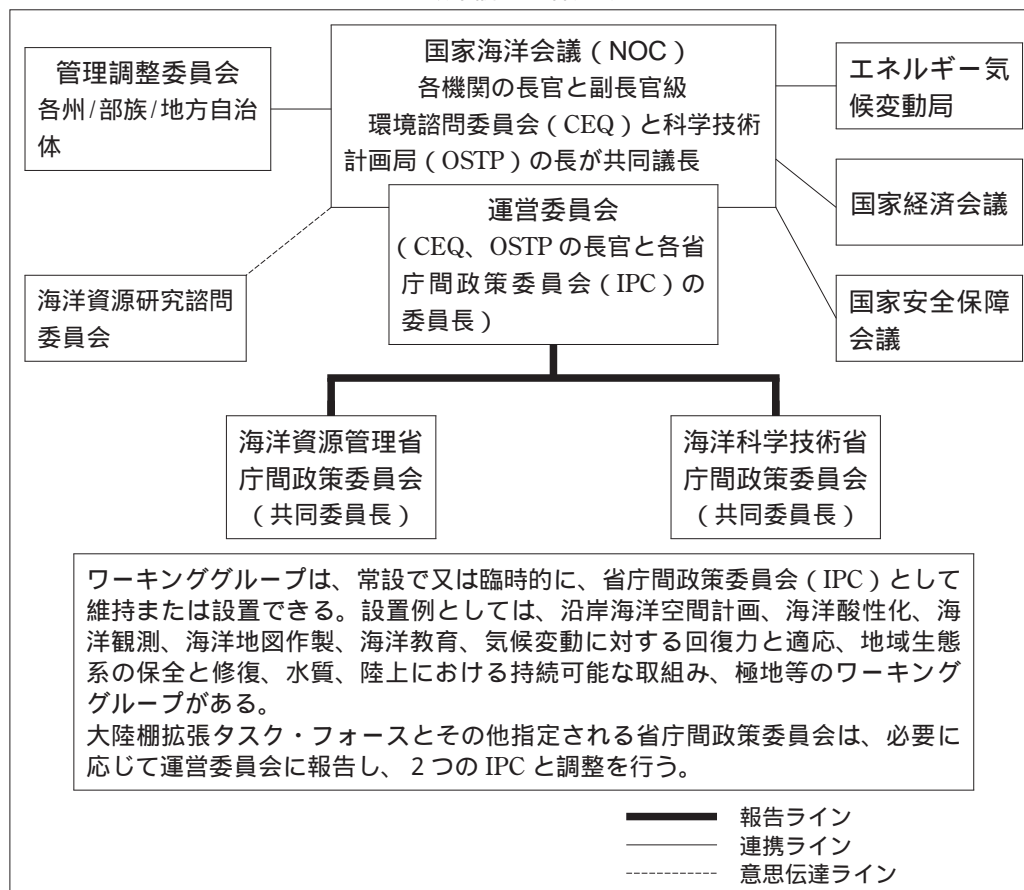 国家海洋会議（NOC）
各機関の長官と副長官級
環境諮問委員会（CEQ）と科学技術
計画局（OSTP）の長が共同議長
管理調整委員会
各州/部族/地方自治
体
エネルギー気
候変動局
国家経済会議
運営委員会
（CEQ、OSTPの長官と各省
庁間政策委員会（IPC）の
委員長）
海洋資源研究諮問
委員会
国家安全保障
会議
海洋資源管理省
庁間政策委員会
（共同委員長）
海洋科学技術省
庁間政策委員会
（共同委員長）
ワーキンググループは、常設で又は臨時的に、省庁間政策委員会（IPC）として
維持または設置できる。設置例としては、沿岸海洋空間計画、海洋酸性化、海
洋観測、海洋地図作製、海洋教育、気候変動に対する回復力と適応、地域生態
系の保全と修復、水質、陸上における持続可能な取組み、極地等のワーキング
グループがある。
大陸棚拡張タスク・フォースとその他指定される省庁間政策委員会は、必要に
応じて運営委員会に報告し、2つのIPCと調整を行う。
報告ライン
連携ライン
意思伝達ライン